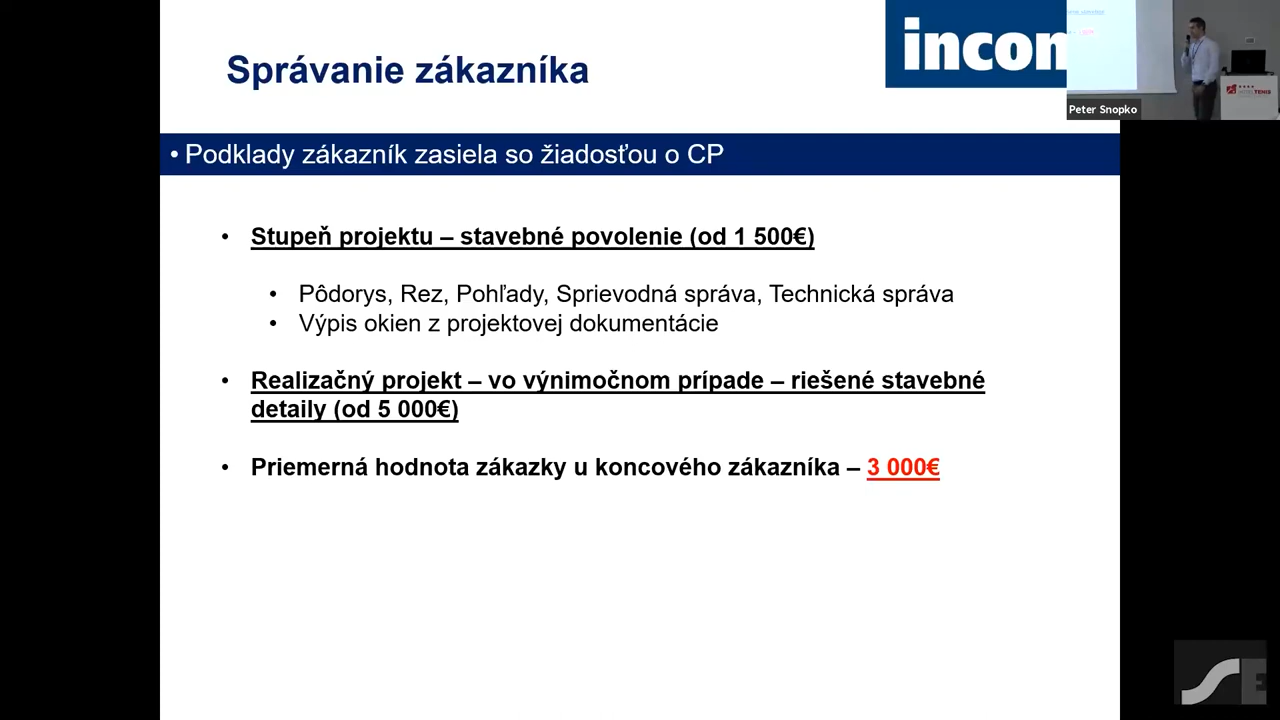 Správanie zákazníka
incon
Peter Snopko
• Podklady zákazník zasiela so žiadosťou o CP
• Stupeň projektu – stavebné povolenie (od 1 500€)
• Pôdorys, Rez, Pohľady, Sprievodná správa, Technická správa
• Výpis okien z projektovej dokumentácie
• Realizačný projekt – vo výnimočnom prípade – riešené stavebné
detaily (od 5 000€)
• Priemerná hodnota zákazky u koncového zákazníka – 3 000€
SE